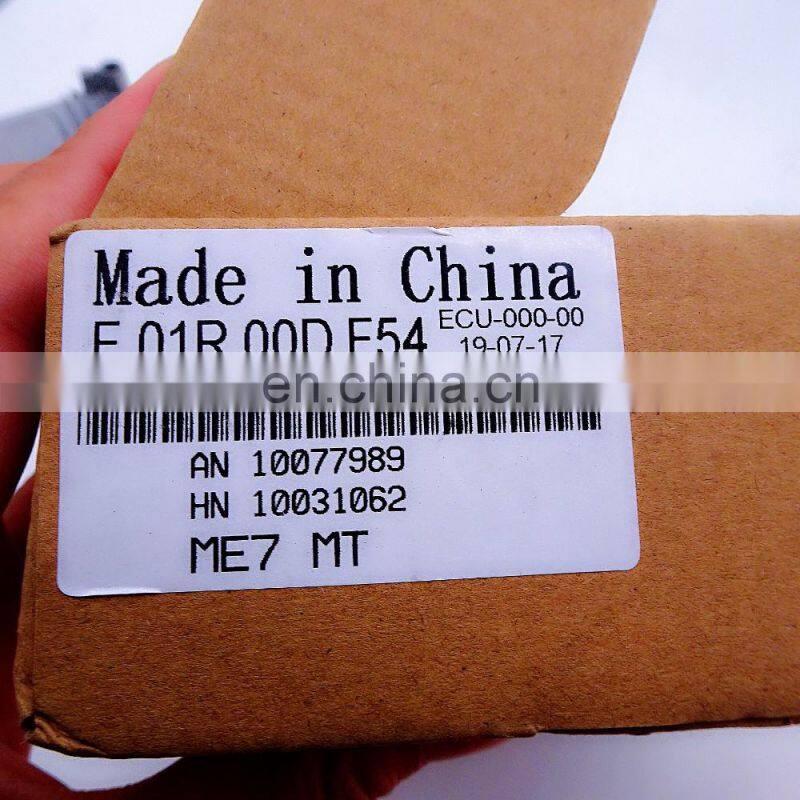 Made in China
F 01R 00D F54 ECU-000-00
19-07-17
en.china.cn
AN 10077989
HN 10031062
ME7 MT